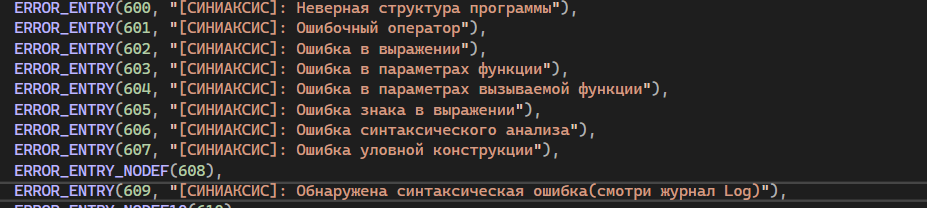 ERROR_ENTRY(600, "[СИНИАКСИС]: Неверная структура программы"),
ERROR_ENTRY(601, "[СИНИАКСИС]: Ошибочный оператор"),
ERROR_ENTRY(602, "[СИНИАКСИС]: Ошибка в выражении"),
ERROR_ENTRY(603, "[СИНИАКСИС]: Ошибка в параметрах функции"),
ERROR_ENTRY(604, "[СИНИАКСИС]: Ошибка в параметрах вызываемой функции"),
ERROR_ENTRY(605, "[СИНИАКСИС]: Ошибка знака в выражении"),
ERROR_ENTRY(606, "[СИНИАКСИС]: Ошибка синтаксического анализа"),
ERROR_ENTRY(607, "[СИНИАКСИС]: Ошибка уловной конструкции"),
ERROR_ENTRY_NODEF(608),
ERROR_ENTRY(609, "[СИНИАКСИС]: Обнаружена синтаксическая ошибка(смотри журнал Log)"),
ERROR_ENTRY_NODEF10(610)